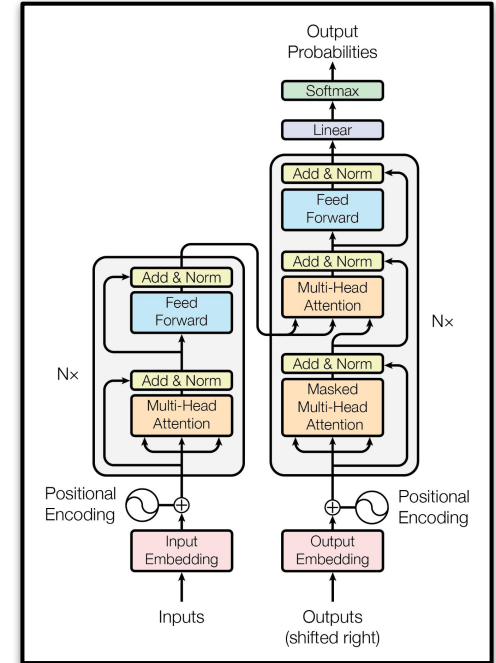 Output
Probabilities
Softmax
Linear
Add & Norm
Feed
Forward
Add & Norm
Multi-Head
Attention
Add & Norm
Masked
Multi-Head
Attention
N×
Positional
Encoding
Output
Embedding
Outputs
(shifted right)
Add & Norm
Feed
Forward
Add & Norm
Multi-Head
Attention
N×
Positional
Encoding
Input
Embedding
Inputs